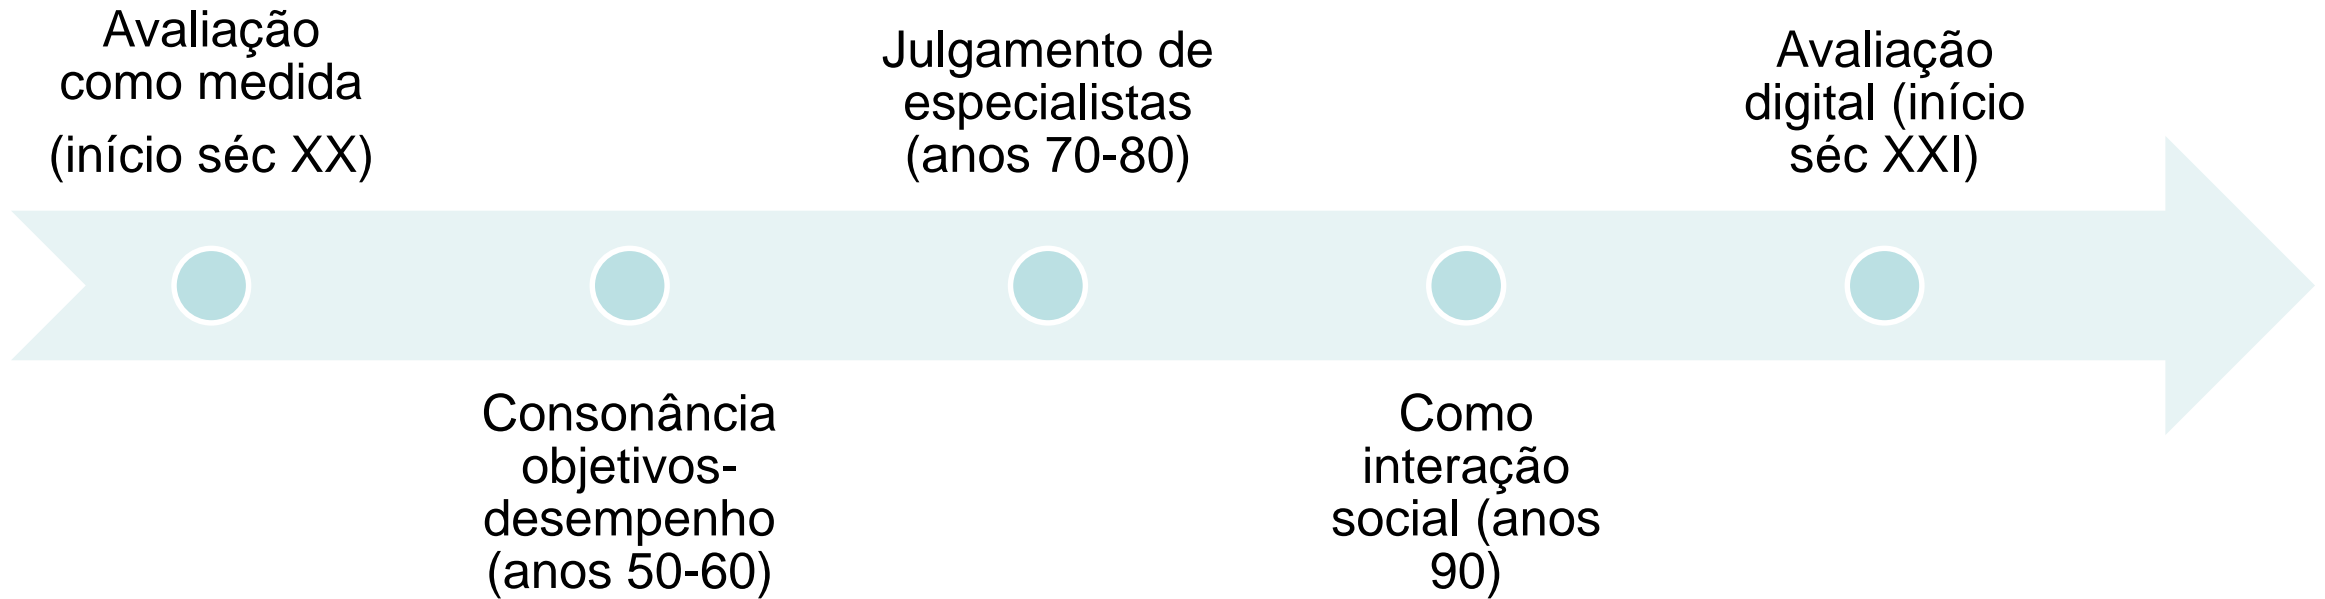 Avaliação
como medida
(início séc XX)
Consonância
objetivos-
desempenho
(anos 50-60)
Julgamento de
especialistas
(anos 70-80)
Como
interação
social (anos
90)
Avaliação
digital (início
séc XXI)